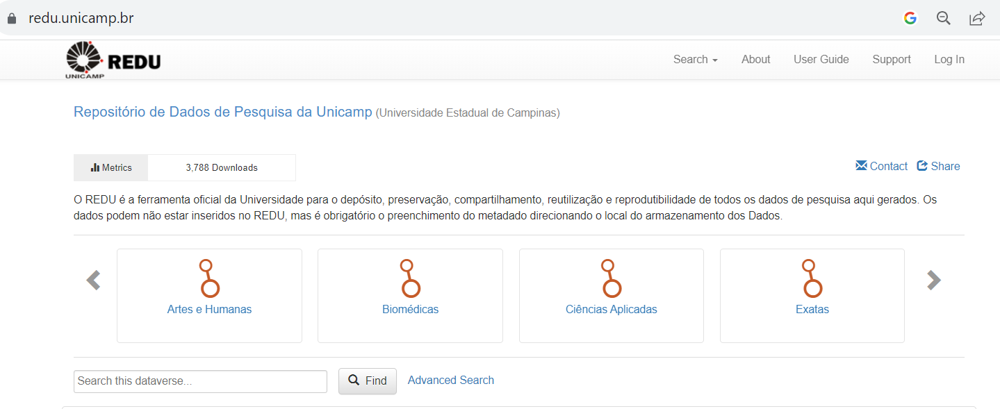 redu.unicamp.br
UNICAMP REDU
Search About User Guide Support Log In
Repositório de Dados de Pesquisa da Unicamp (Universidade Estadual de Campinas)
Metrics 3,788 Downloads Contact Share
O REDU é a ferramenta oficial da Universidade para o depósito, preservação, compartilhamento, reutilização e reprodutibilidade de todos os dados de pesquisa aqui gerados. Os
dados podem não estar inseridos no REDU, mas é obrigatório o preenchimento do metadado direcionando o local do armazenamento dos Dados.
Artes e Humanas Biomédicas Ciências Aplicadas Exatas
Search this dataverse... Find Advanced Search